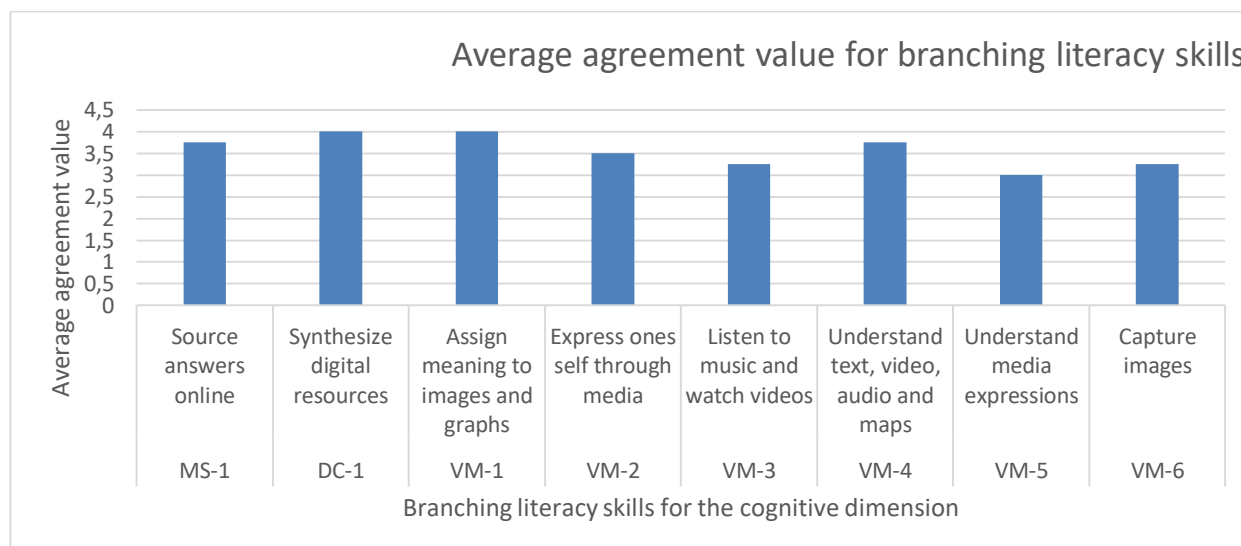 Average agreement value for branching literacy skills
Average agreement value
4,5
4
3,5
3
2,5
2
1,5
1
0,5
0
Source answers online
Synthesize digital resources
Assign meaning to images and graphs
Express ones self through media
Listen to music and watch videos
Understand text, video, audio and maps
Understand media expressions
Capture images
MS-1 DC-1 VM-1 VM-2 VM-3 VM-4 VM-5 VM-6
Branching literacy skills for the cognitive dimension